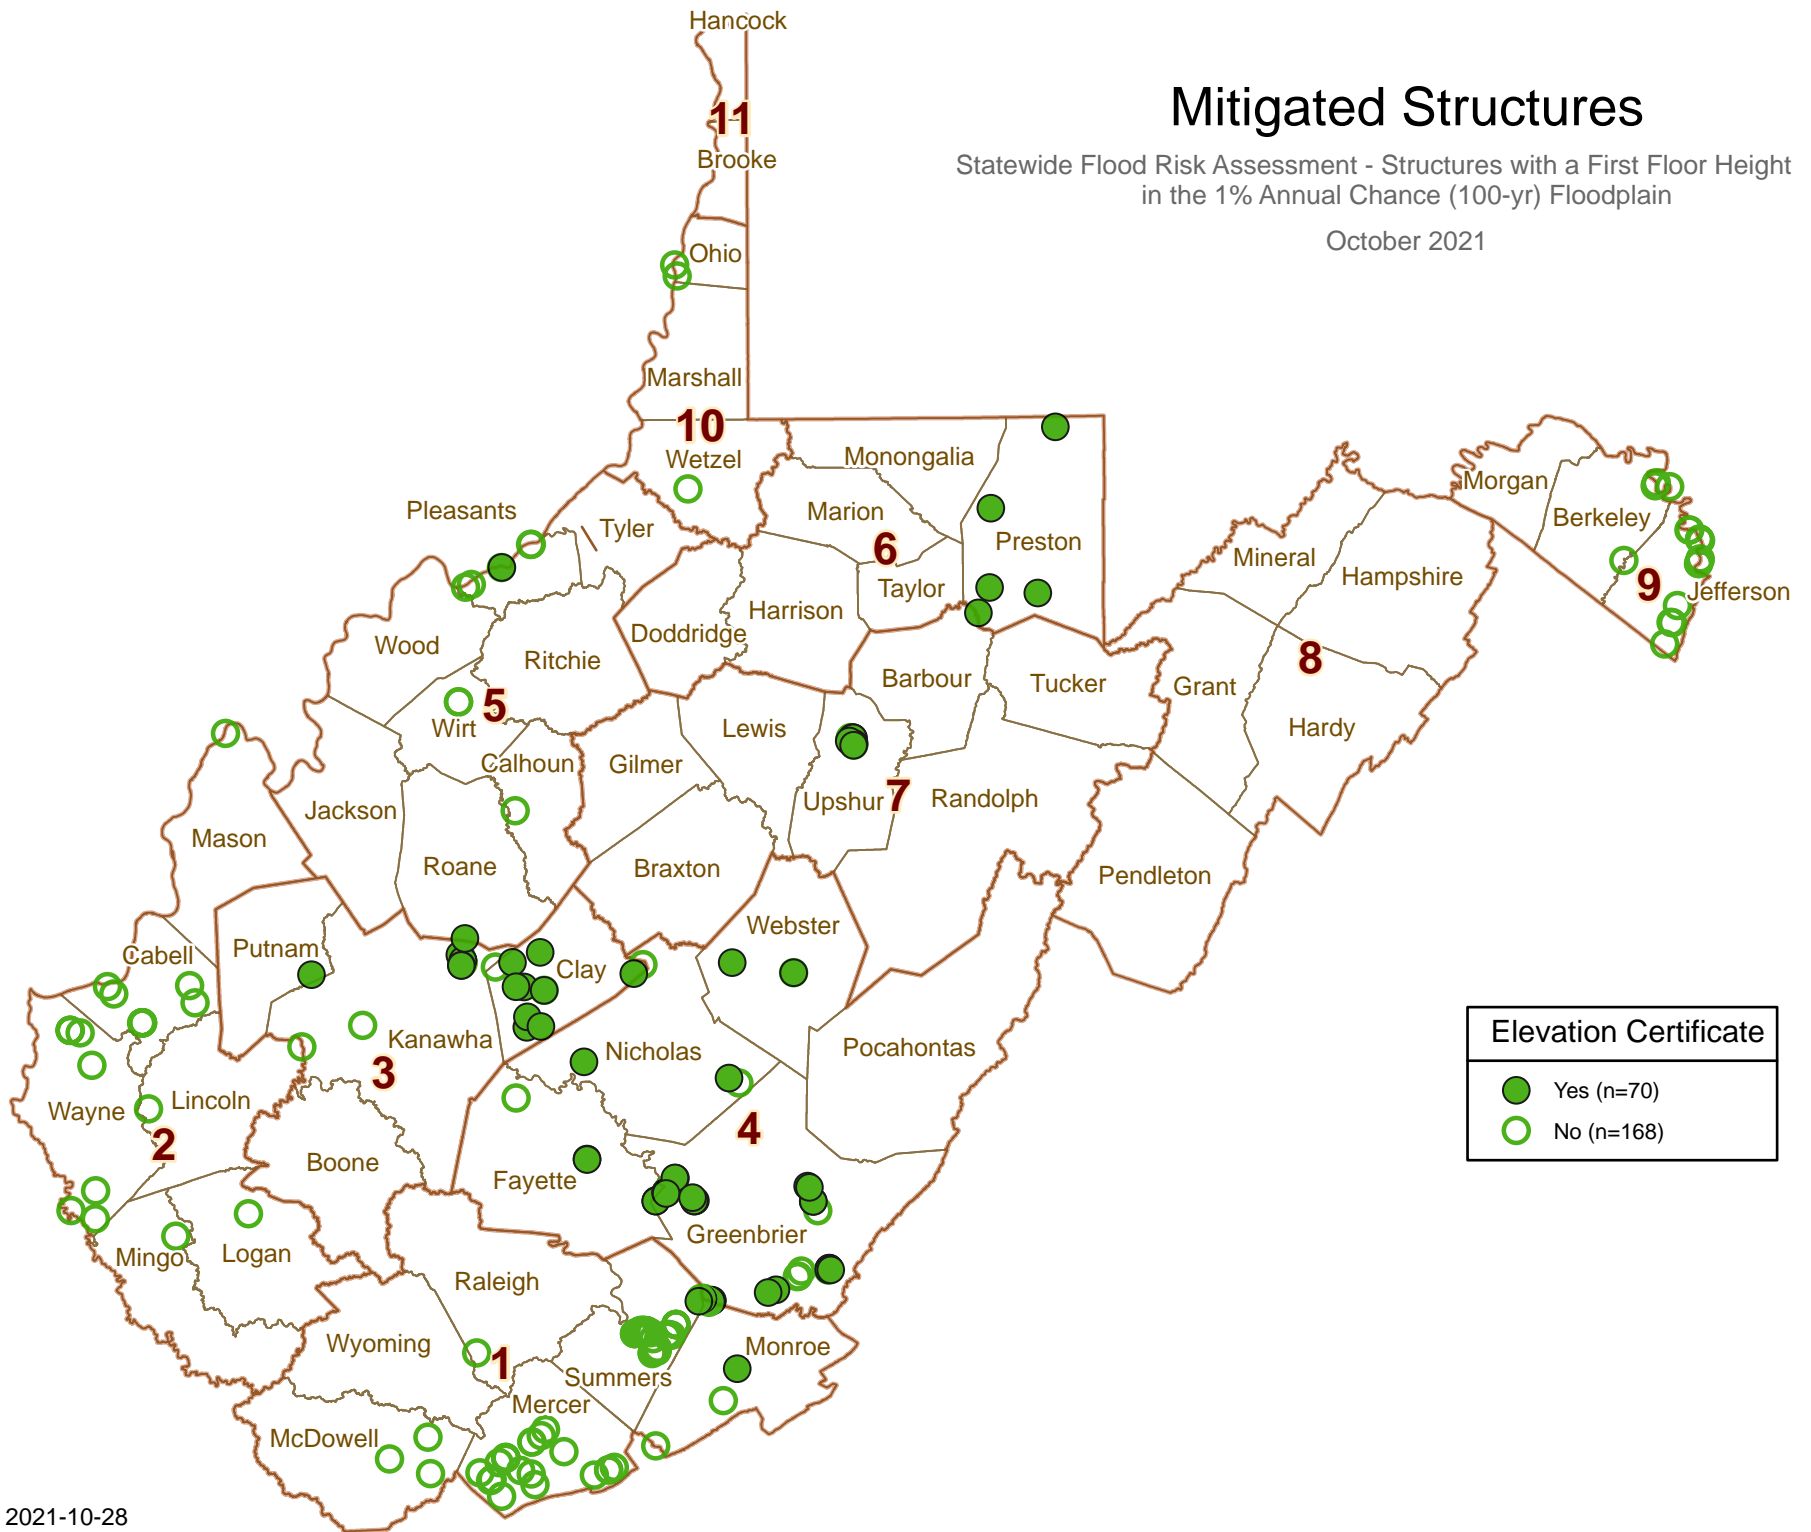 Hancock
Mitigated Structures
11
Brooke
Statewide Flood Risk Assessment - Structures with a First Floor Height
in the 1% Annual Chance (100-yr) Floodplain
October 2021
Ohio
Marshall
10
Wetzel
Monongalia
Morgan
Pleasants
Tyler
Marion
Berkeley
6
Preston
Mineral
Hampshire
Taylor
9
Jefferson
Harrison
Doddridge
Wood
Ritchie
8
Barbour
Tucker
Grant
5
Wirt
Lewis
Hardy
Calhoun
Gilmer
Upshur
7
Randolph
Jackson
Mason
Roane
Braxton
Pendleton
Webster
Cabell
Putnam
Clay
Kanawha
Nicholas
Pocahontas
3
Elevation Certificate
Yes (n=70)
No (n=168)
Wayne
Lincoln
2
4
Boone
Fayette
Greenbrier
Mingo
Logan
Raleigh
Wyoming
1
Monroe
Summers
Mercer
McDowell
2021-10-28